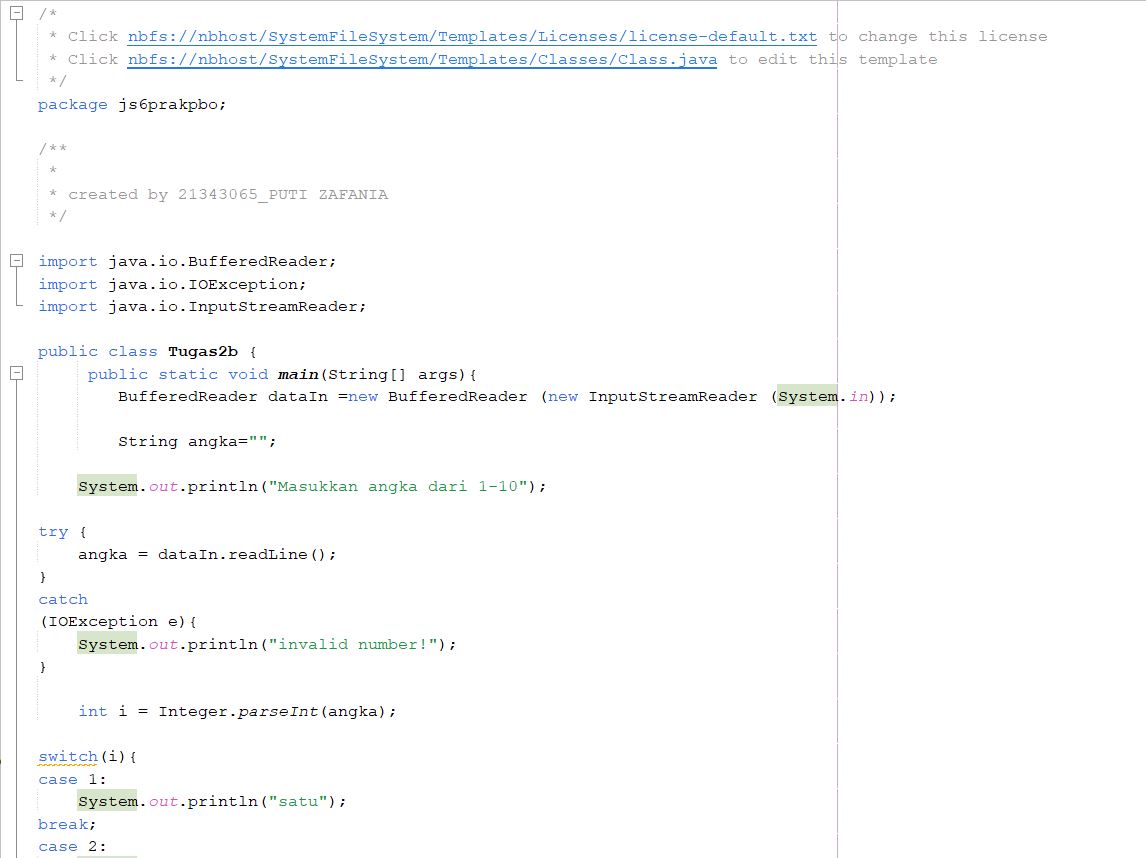 /*
 * Click nbfs://nbhost/SystemFileSystem/Templates/Licenses/license-default.txt to change this license
 * Click nbfs://nbhost/SystemFileSystem/Templates/Classes/Class.java to edit this template
 */
package js6prakpbo;
/**
 *
 * created by 21343065_PUTI ZAFANIA
 */
import java.io.BufferedReader;
import java.io.IOException;
import java.io.InputStreamReader;
public class Tugas2b {
     public static void main(String[] args){
        BufferedReader dataIn =new BufferedReader (new InputStreamReader (System.in));
        String angka="";
    System.out.println("Masukkan angka dari 1-10");
try {
    angka = dataIn.readLine();
}
catch
(IOException e){
    System.out.println("invalid number!");
}
    int i = Integer.parseInt(angka);
switch(i){
case 1:
    System.out.println("satu");
break;
case 2: